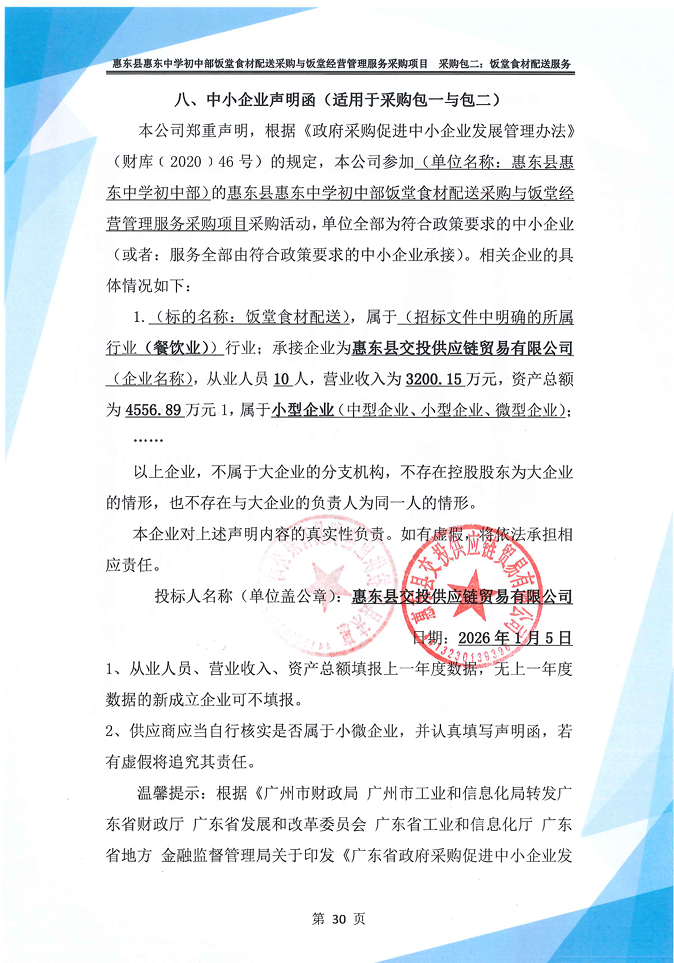 惠东县惠东中学初中部饭堂食材配送采购与饭堂经营管理服务采购项目　采购包二：饭堂食材配送服务
八、中小企业声明函（适用于采购包一与包二）
本公司郑重声明，根据《政府采购促进中小企业发展管理办法》
（财库﹝2020﹞46 号）的规定，本公司参加（单位名称：惠东县惠
东中学初中部）的惠东县惠东中学初中部饭堂食材配送采购与饭堂经
营管理服务采购项目采购活动，单位全部为符合政策要求的中小企业
（或者：服务全部由符合政策要求的中小企业承接）。相关企业的具
体情况如下：
1.（标的名称：饭堂食材配送），属于（招标文件中明确的所属
行业（餐饮业））行业；承接企业为惠东县交投供应链贸易有限公司
（企业名称），从业人员 10 人，营业收入为 3200.15 万元，资产总额
为 4556.89 万元 1，属于小型企业（中型企业、小型企业、微型企业）；
……
以上企业，不属于大企业的分支机构，不存在控股股东为大企业
的情形，也不存在与大企业的负责人为同一人的情形。
本企业对上述声明内容的真实性负责。如有虚假，将依法承担相
应责任。
投标人名称（单位盖公章）：惠东县交投供应链贸易有限公司
日期：2026 年 1 月 5 日
惠东县交投供应链贸易有限公司
1、从业人员、营业收入、资产总额填报上一年度数据，无上一年度
数据的新成立企业可不填报。
2、供应商应当自行核实是否属于小微企业，并认真填写声明函，若
有虚假将追究其责任。
温馨提示：根据《广州市财政局 广州市工业和信息化局转发广
东省财政厅 广东省发展和改革委员会 广东省工业和信息化厅 广东
省地方 金融监督管理局关于印发《广东省政府采购促进中小企业发
第 30 页